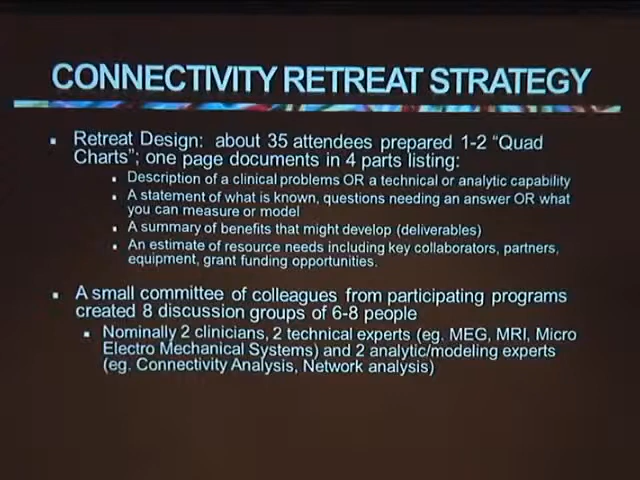 CONNECTIVITY RETREAT STRATEGY
▪ Retreat Design: about 35 attendees prepared 1-2 “Quad
Charts”; one page documents in 4 parts listing:
▪ Description of a clinical problems OR a technical or analytic capability
▪ A statement of what is known, questions needing an answer OR what
you can measure or model
▪ A summary of benefits that might develop (deliverables)
▪ An estimate of resource needs including key collaborators, partners,
equipment, grant funding opportunities.
▪ A small committee of colleagues from participating programs
created 8 discussion groups of 6-8 people
▪ Nominally 2 clinicians, 2 technical experts (eg. MEG, MRI, Micro
Electro Mechanical Systems) and 2 analytic/modeling experts
(eg. Connectivity Analysis, Network analysis)